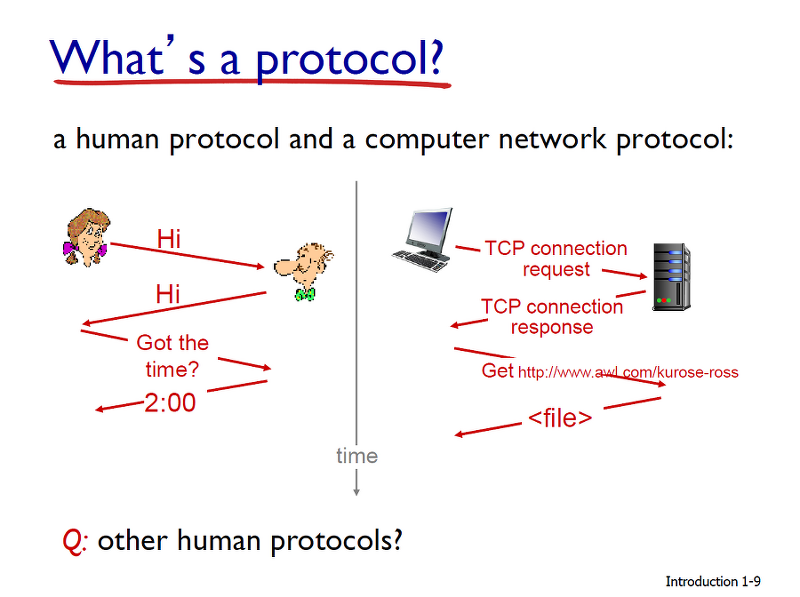 What's a protocol?
a human protocol and a computer network protocol:
Hi
Hi
Got the
time?
2:00
TCP connection
request
TCP connection
response
Get http://www.awl.com/kurose-ross
<file>
time
Q: other human protocols?
Introduction 1-9